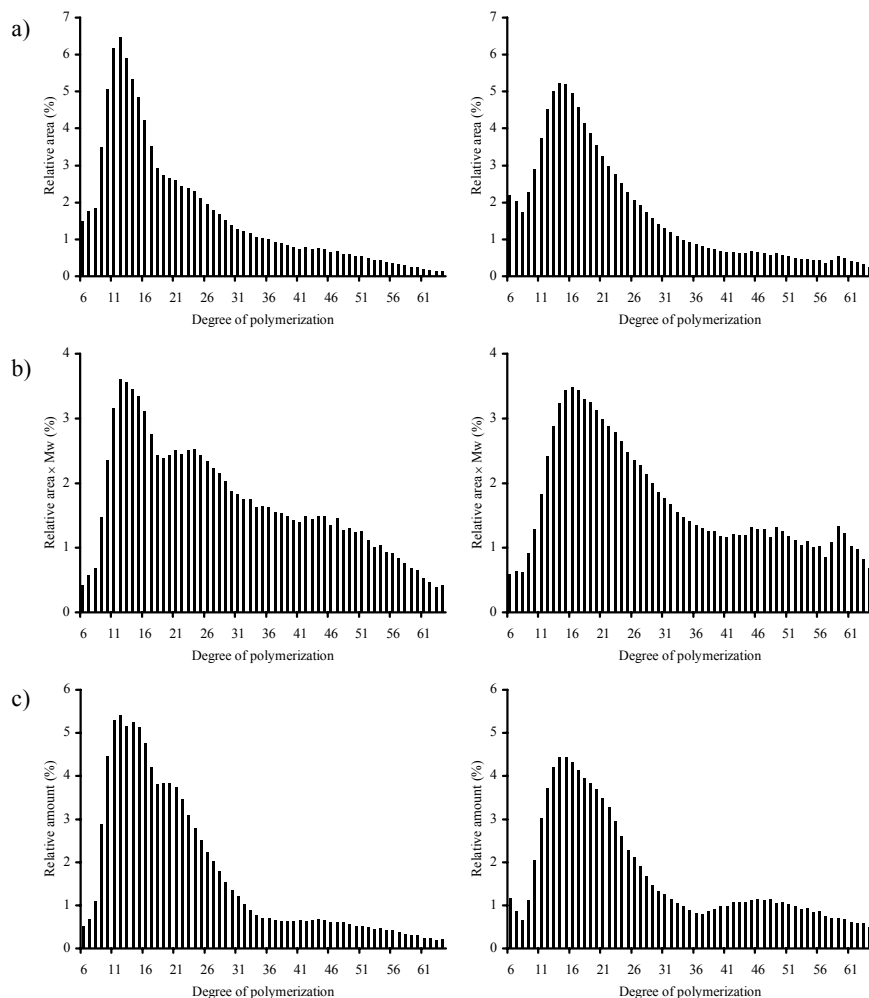 a)
7
6
5
4
3
2
1
0
Relative area (%)
6 11 16 21 26 31 36 41 46 51 56 61
Degree of polymerization
7
6
5
4
3
2
1
0
Relative area (%)
6 11 16 21 26 31 36 41 46 51 56 61
Degree of polymerization
b)
4
3
2
1
0
Relative area × Mw (%)
6 11 16 21 26 31 36 41 46 51 56 61
Degree of polymerization
4
3
2
1
0
Relative area × Mw (%)
6 11 16 21 26 31 36 41 46 51 56 61
Degree of polymerization
c)
6
5
4
3
2
1
0
Relative amount (%)
6 11 16 21 26 31 36 41 46 51 56 61
Degree of polymerization
6
5
4
3
2
1
0
Relative amount (%)
6 11 16 21 26 31 36 41 46 51 56 61
Degree of polymerization